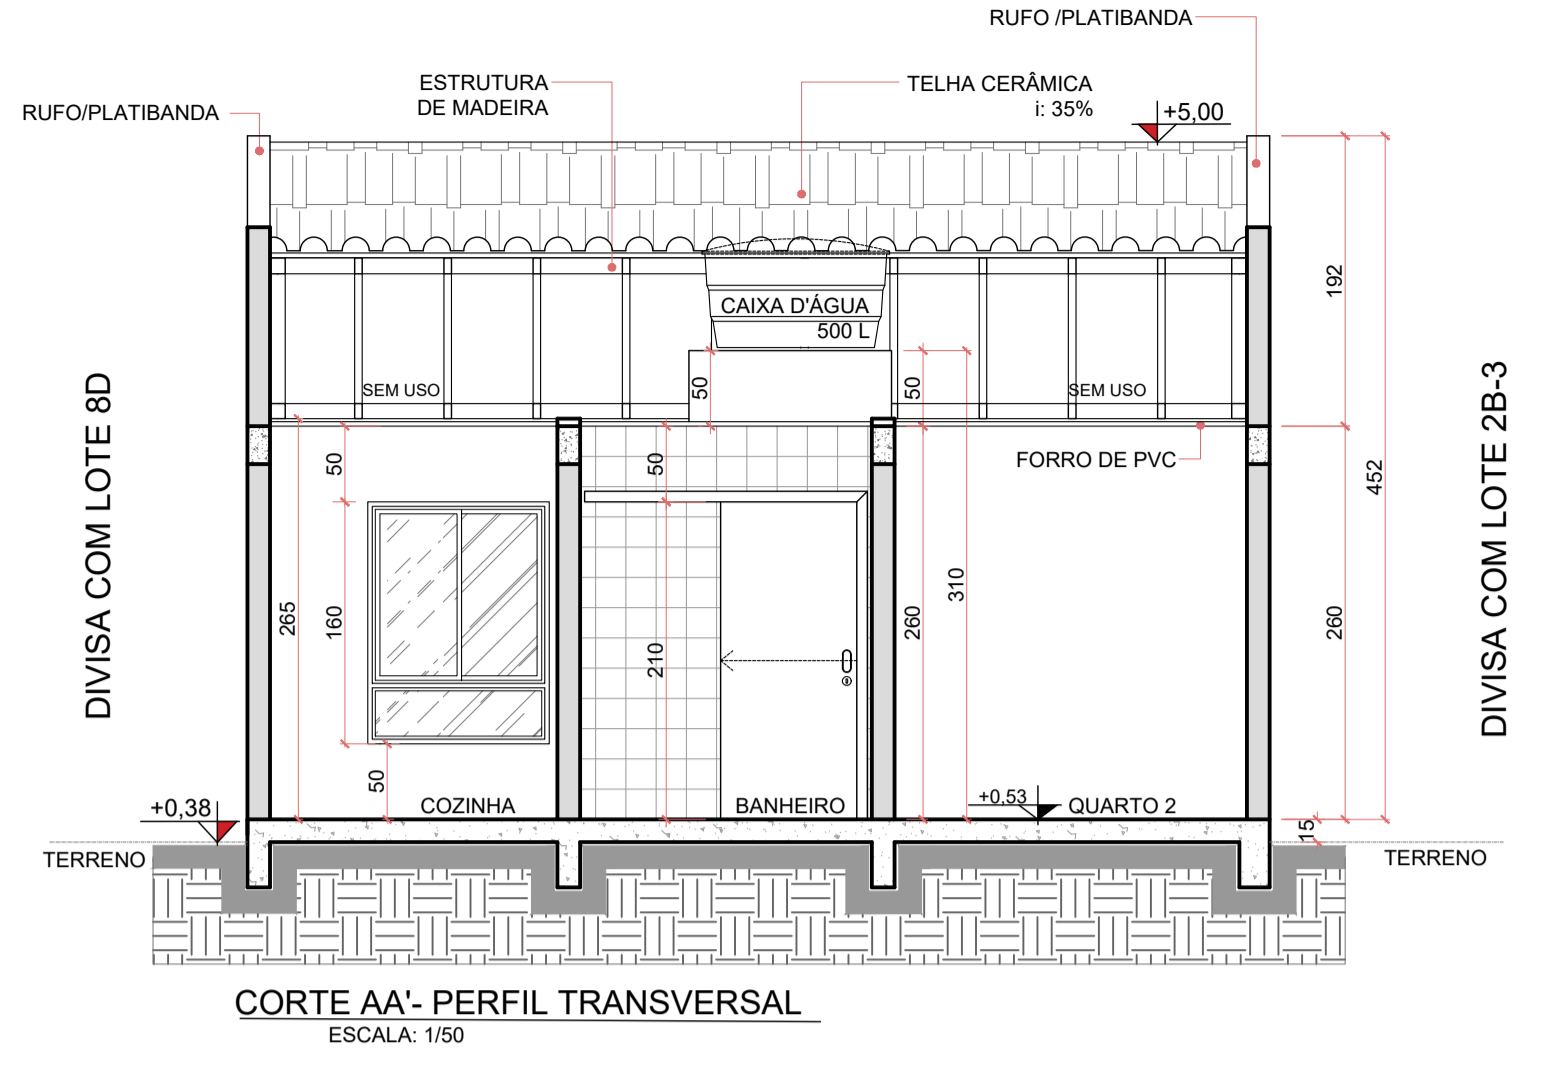 RUFO /PLATIBANDA
ESTRUTURA
DE MADEIRA
TELHA CERÂMICA
i: 35%
RUFO/PLATIBANDA
+5,00
192
CAIXA D'ÁGUA
500 L
50
50
SEM USO
SEM USO
DIVISA COM LOTE 8D
DIVISA COM LOTE 2B-3
50
50
FORRO DE PVC
452
265
160
210
260
310
260
50
COZINHA
BANHEIRO
+0,53
QUARTO 2
+0,38
15
TERRENO
TERRENO
CORTE AA'- PERFIL TRANSVERSAL
ESCALA: 1/50